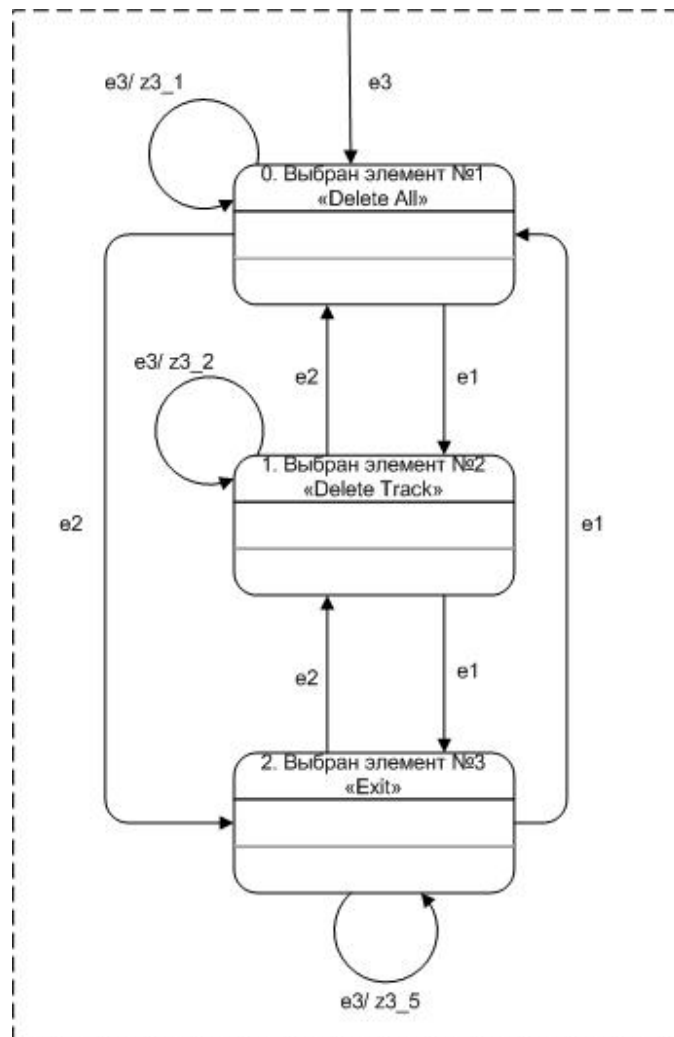 e3/ z3_1
e3
0. Выбран элемент №1
«Delete All»
e3/ z3_2
e2
e1
1. Выбран элемент №2
«Delete Track»
e2
e1
e2
e1
2. Выбран элемент №3
«Exit»
e3/ z3_5